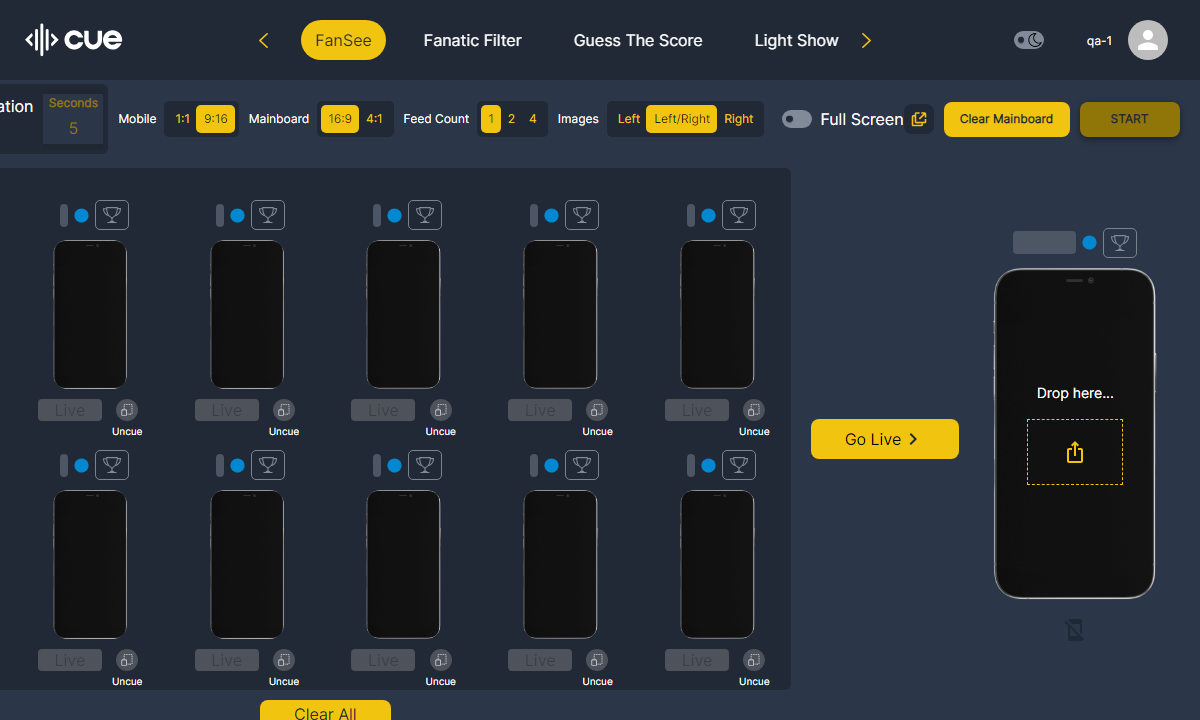 cue
FanSee
Fanatic Filter
Guess The Score
Light Show
qa-1
ation
Seconds
5
Mobile
1:1
9:16
Mainboard
16:9
4:1
Feed Count
1
2
4
Images
Left
Left/Right
Right
Full Screen
Clear Mainboard
START
Live
Live
Live
Live
Live
Uncue
Uncue
Uncue
Uncue
Uncue
Drop here...
Go Live
Live
Live
Live
Live
Live
Uncue
Uncue
Uncue
Uncue
Uncue
Clear All